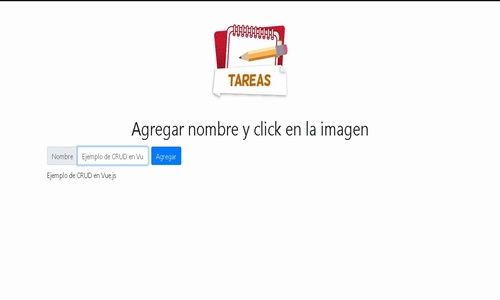 TAREAS
Agregar nombre y click en la imagen
Nombre Ejemplo de CRUD en Vu Agregar
Ejemplo de CRUD en Vue.js